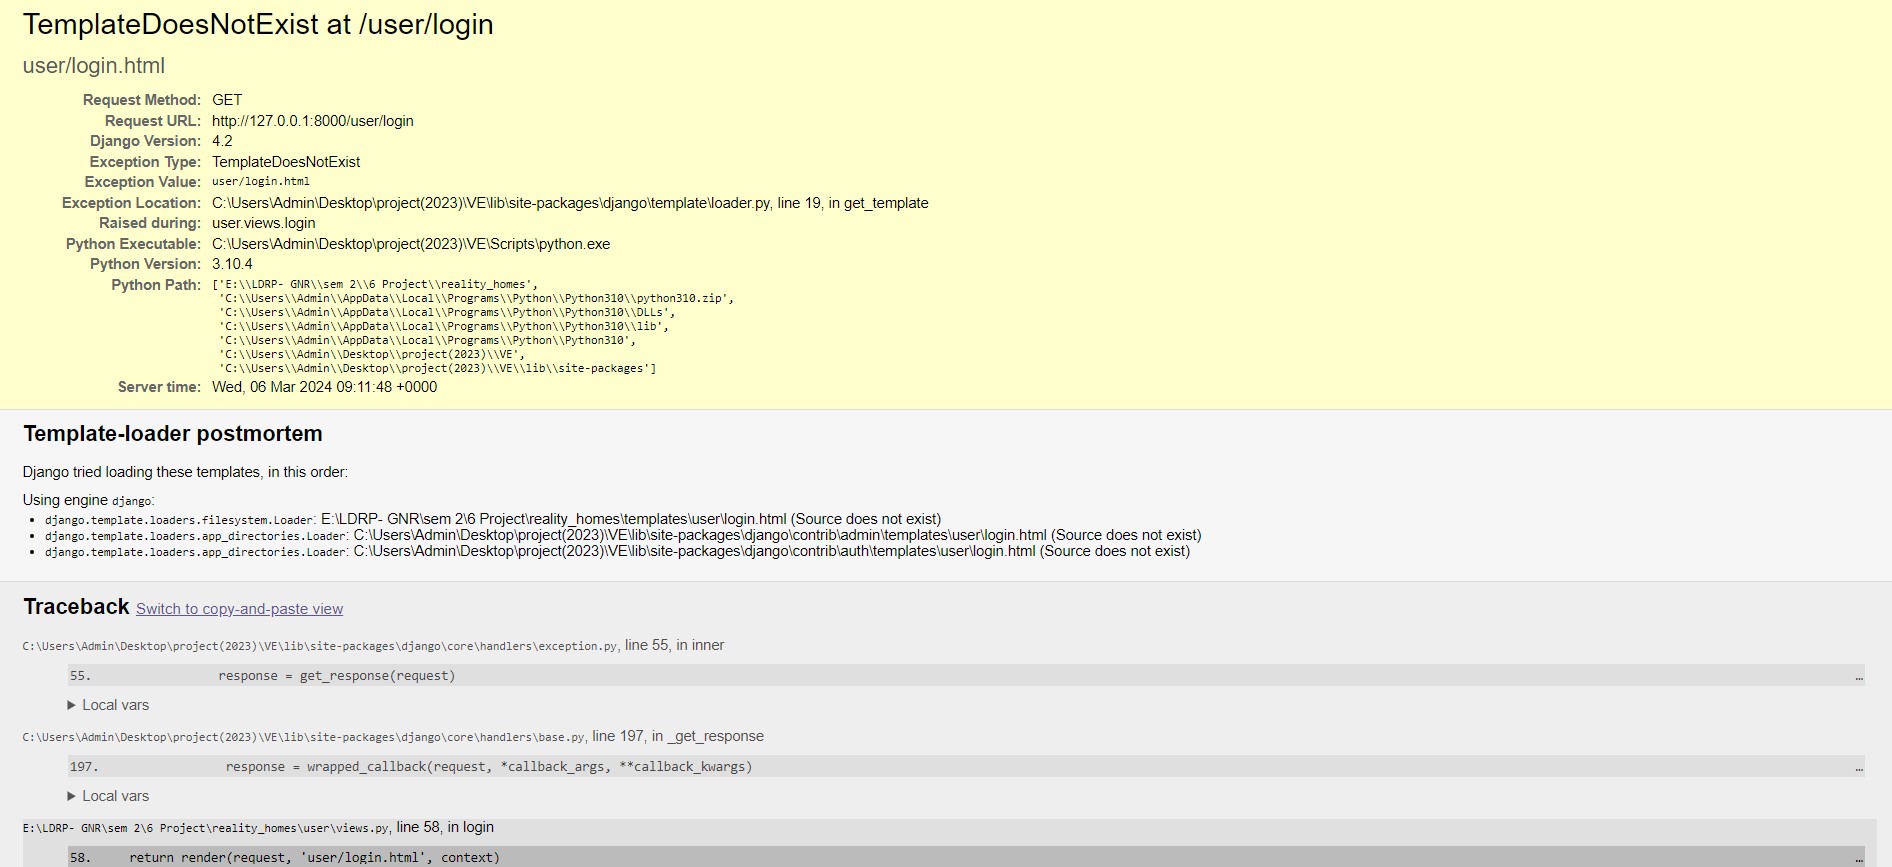 TemplateDoesNotExist at /user/login
user/login.html
Request Method: GET
Request URL: http://127.0.0.1:8000/user/login
Django Version: 4.2
Exception Type: TemplateDoesNotExist
Exception Value: user/login.html
Exception Location: C:\Users\Admin\Desktop\project(2023)\VE\lib\site-packages\django\template\loader.py, line 19, in get_template
Raised during: user.views.login
Python Executable: C:\Users\Admin\Desktop\project(2023)\VE\Scripts\python.exe
Python Version: 3.10.4
Python Path: ['E:\\LDRP- GNR\\sem 2\\6 Project\\reality_homes',
'C:\\Users\\Admin\\AppData\\Local\\Programs\\Python\\Python310\\python310.zip',
'C:\\Users\\Admin\\AppData\\Local\\Programs\\Python\\Python310\\DLLs',
'C:\\Users\\Admin\\AppData\\Local\\Programs\\Python\\Python310\\lib',
'C:\\Users\\Admin\\AppData\\Local\\Programs\\Python\\Python310',
'C:\\Users\\Admin\\Desktop\\project(2023)\\VE',
'C:\\Users\\Admin\\Desktop\\project(2023)\\VE\\lib\\site-packages']
Server time: Wed, 06 Mar 2024 09:11:48 +0000
Template-loader postmortem
Django tried loading these templates, in this order:
Using engine django:
• django.template.loaders.filesystem.Loader: E:\LDRP- GNR\sem 2\6 Project\reality_homes\templates\user\login.html (Source does not exist)
• django.template.loaders.app_directories.Loader: C:\Users\Admin\Desktop\project(2023)\VE\lib\site-packages\django\contrib\admin\templates\user\login.html (Source does not exist)
• django.template.loaders.app_directories.Loader: C:\Users\Admin\Desktop\project(2023)\VE\lib\site-packages\django\contrib\auth\templates\user\login.html (Source does not exist)
Traceback Switch to copy-and-paste view
C:\Users\Admin\Desktop\project(2023)\VE\lib\site-packages\django\core\handlers\exception.py, line 55, in inner
55. response = get_response(request) …
▶ Local vars
C:\Users\Admin\Desktop\project(2023)\VE\lib\site-packages\django\core\handlers\base.py, line 197, in _get_response
197. response = wrapped_callback(request, *callback_args, **callback_kwargs) …
▶ Local vars
E:\LDRP- GNR\sem 2\6 Project\reality_homes\user\views.py, line 58, in login
58. return render(request, 'user/login.html', context) …